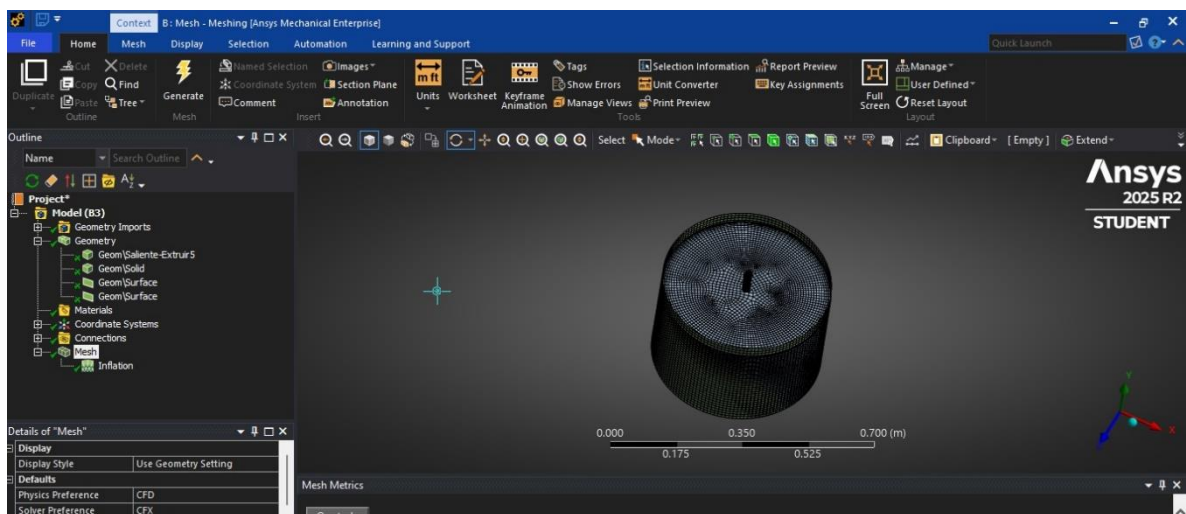 Context B : Mesh - Meshing [Ansys Mechanical Enterprise]
File Home Mesh Display Selection Automation Learning and Support Quick Launch
Duplicate Cut Copy Paste Delete Find Tree Outline
Generate Mesh
Named Selection Coordinate System Comment Images Section Plane Annotation Insert
m ft Units Worksheet Keyframe Animation Tags Show Errors Manage Views Selection Information Unit Converter Print Preview Report Preview Key Assignments Tools
Full Screen Manage User Defined Reset Layout Layout
Outline
Name Search Outline
Select Mode Clipboard [ Empty ] Extend
Project*
Model (B3)
Geometry Imports
Geometry
Geom\Saliente-Extruir5
Geom\Solid
Geom\Surface
Geom\Surface
Materials
Coordinate Systems
Connections
Mesh
Inflation
Ansys
2025 R2
STUDENT
0.000 0.350 0.700 (m)
0.175 0.525
Y
X
Details of "Mesh"
Display
Display Style Use Geometry Setting
Defaults
Physics Preference CFD
Solver Preference CFX
Mesh Metrics